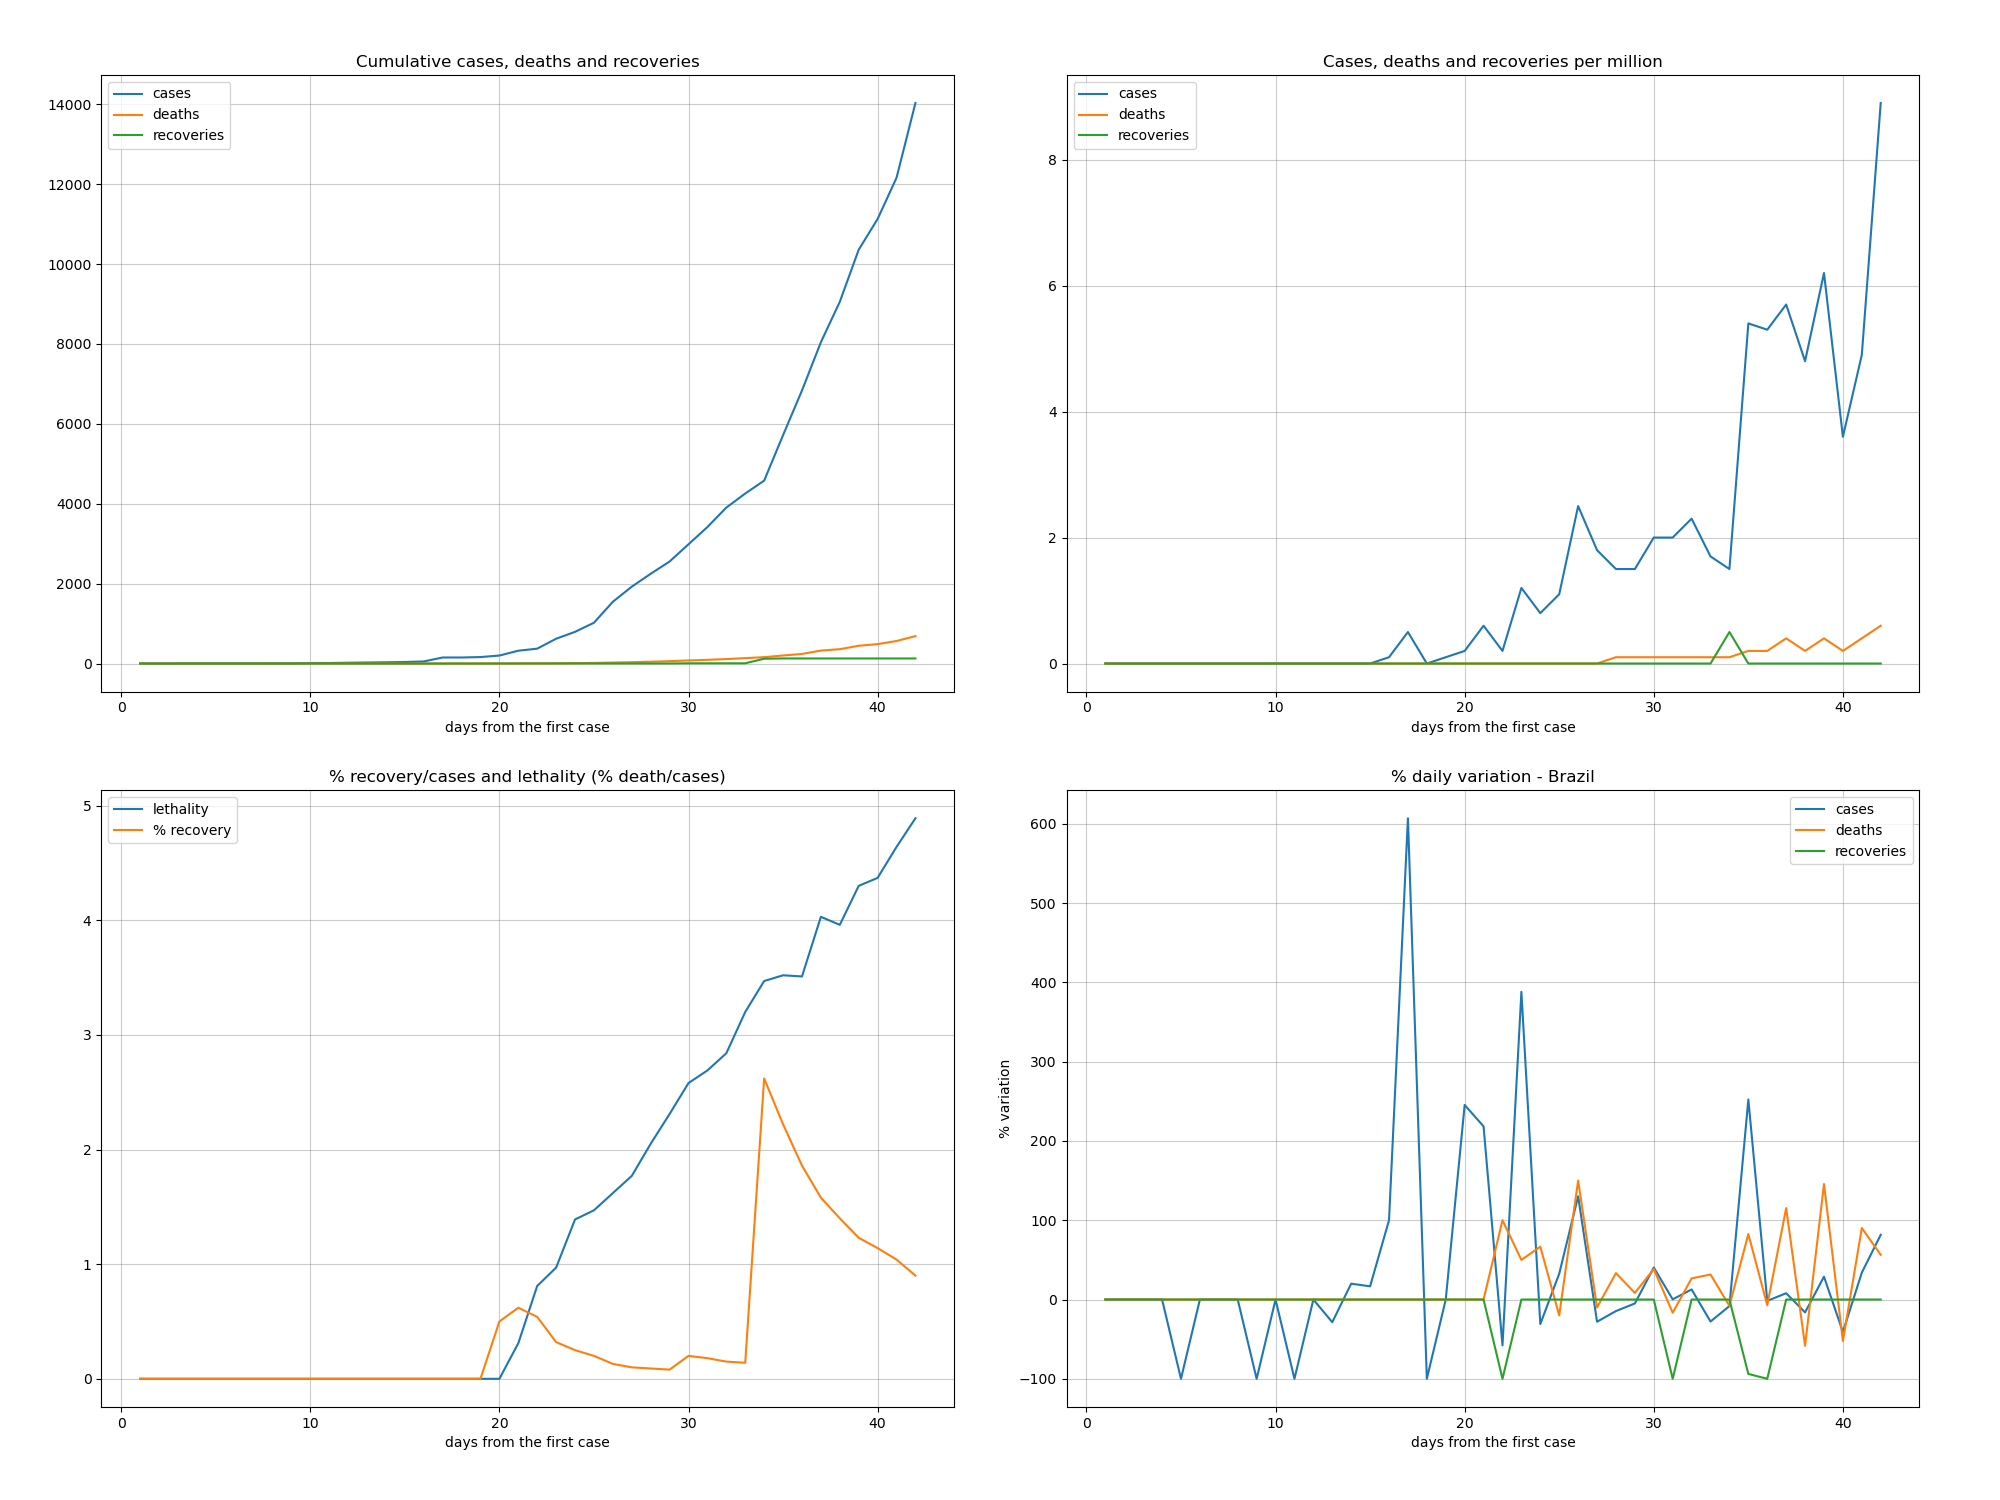 Cumulative cases, deaths and recoveries
cases
deaths
recoveries
14000
12000
10000
8000
6000
4000
2000
0
0 10 20 30 40
days from the first case
Cases, deaths and recoveries per million
cases
deaths
recoveries
8
6
4
2
0
0 10 20 30 40
days from the first case
% recovery/cases and lethality (% death/cases)
lethality
% recovery
5
4
3
2
1
0
0 10 20 30 40
days from the first case
% daily variation - Brazil
cases
deaths
recoveries
% variation
600
500
400
300
200
100
0
−100
0 10 20 30 40
days from the first case